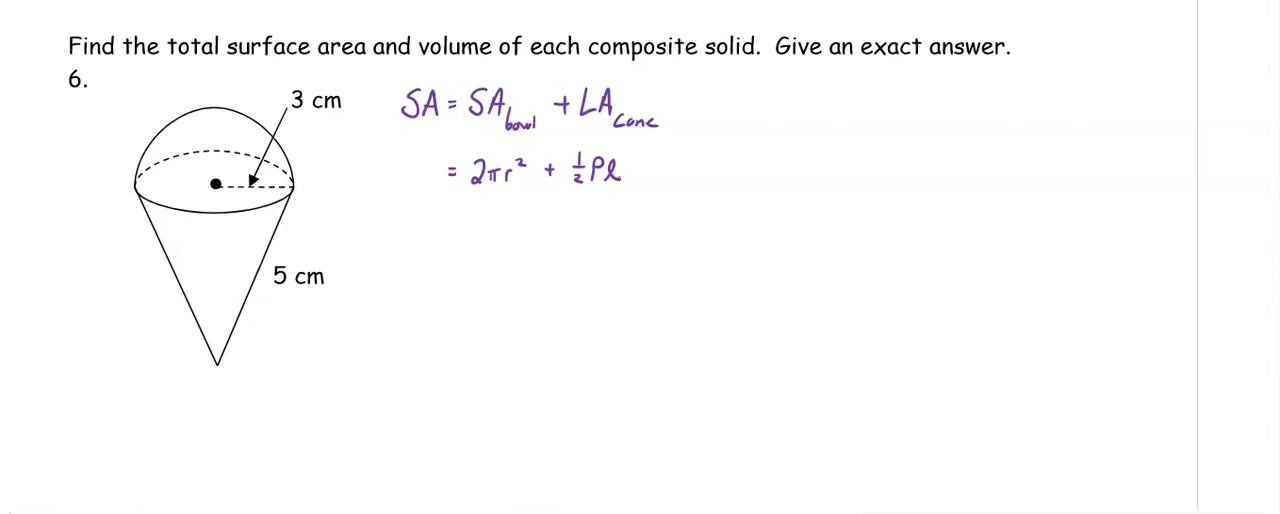 Find the total surface area and volume of each composite solid. Give an exact answer.
6.
3 cm
SA = SA bowl + LA cone
= 2πr² + ½Pℓ
5 cm